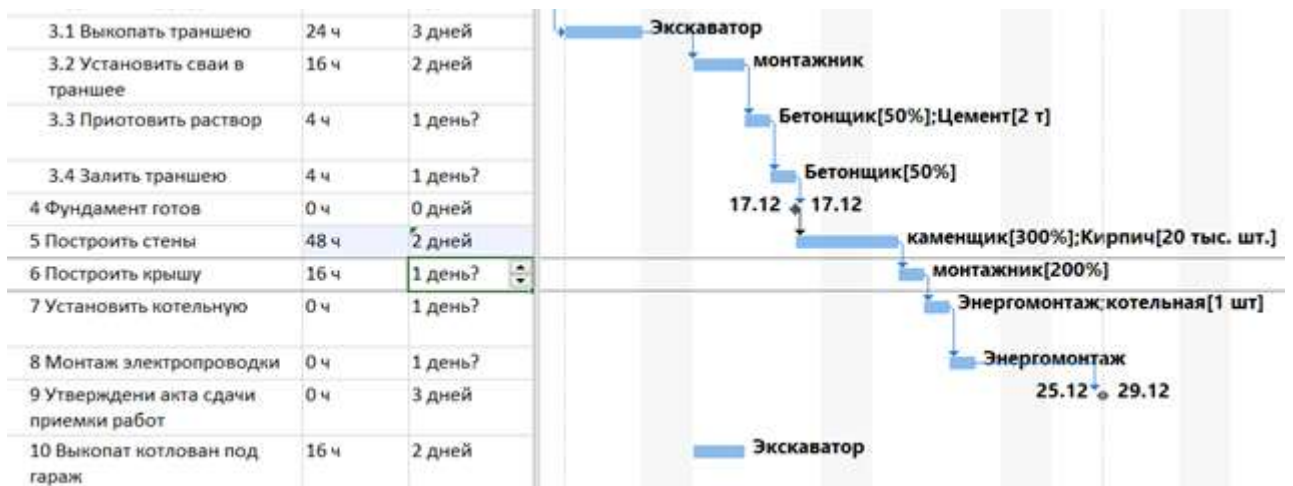 3.1 Выкопать траншею 24 ч 3 дней Экскаватор
3.2 Установить сваи в 16 ч 2 дней монтажник
траншее
3.3 Приотовить раствор 4 ч 1 день? Бетонщик[50%];Цемент[2 т]
3.4 Залить траншею 4 ч 1 день? Бетонщик[50%]
4 Фундамент готов 0 ч 0 дней 17.12 17.12
5 Построить стены 48 ч 2 дней каменщик[300%];Кирпич[20 тыс. шт.]
6 Построить крышу 16 ч 1 день? монтажник[200%]
7 Установить котельную 0 ч 1 день? Энергомонтаж;котельная[1 шт]
8 Монтаж электропроводки 0 ч 1 день? Энергомонтаж
9 Утверждени акта сдачи 0 ч 3 дней 25.12 29.12
приемки работ
10 Выкопат котлован под 16 ч 2 дней Экскаватор
гараж